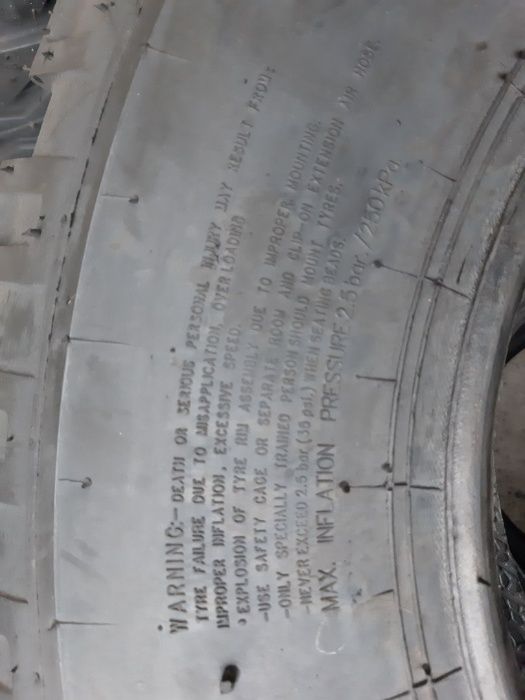 WARNING:- DEATH OR SERIOUS PERSONAL INJURY MAY RESULT FROM:
TYRE FAILURE DUE TO MISAPPLICATION, OVER LOADING
IMPROPER INFLATION, EXCESSIVE SPEED.
• EXPLOSION OF TYRE RIM ASSEMBLY DUE TO IMPROPER MOUNTING.
-USE SAFETY CAGE OR SEPARATE ROOM AND CLIP-ON EXTENSION AIR HOSE.
-ONLY SPECIALLY TRAINED PERSON SHOULD MOUNT TYRES.
-NEVER EXCEED 2.5 bar (36 psi.) WHEN SEATING BEADS.
MAX. INFLATION PRESSURE 2.5 bar. /250 kPa